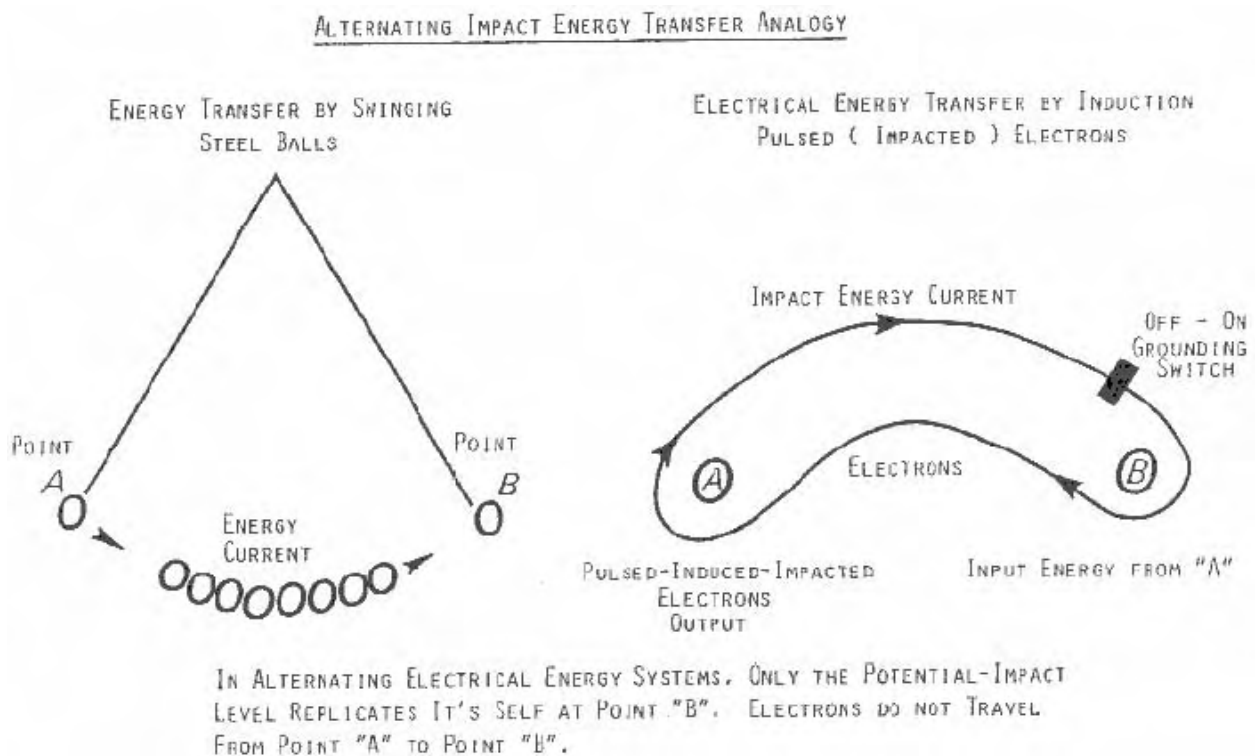 ALTERNATING IMPACT ENERGY TRANSFER ANALOGY
ENERGY TRANSFER BY SWINGING
STEEL BALLS
POINT
A
POINT
B
ENERGY
CURRENT
ELECTRICAL ENERGY TRANSFER BY INDUCTION
PULSED ( IMPACTED ) ELECTRONS
IMPACT ENERGY CURRENT
OFF - ON
GROUNDING
SWITCH
A
ELECTRONS
B
PULSED-INDUCED-IMPACTED
ELECTRONS
OUTPUT
INPUT ENERGY FROM "A"
IN ALTERNATING ELECTRICAL ENERGY SYSTEMS, ONLY THE POTENTIAL-IMPACT
LEVEL REPLICATES IT'S SELF AT POINT "B". ELECTRONS DO NOT TRAVEL
FROM POINT "A" TO POINT "B".